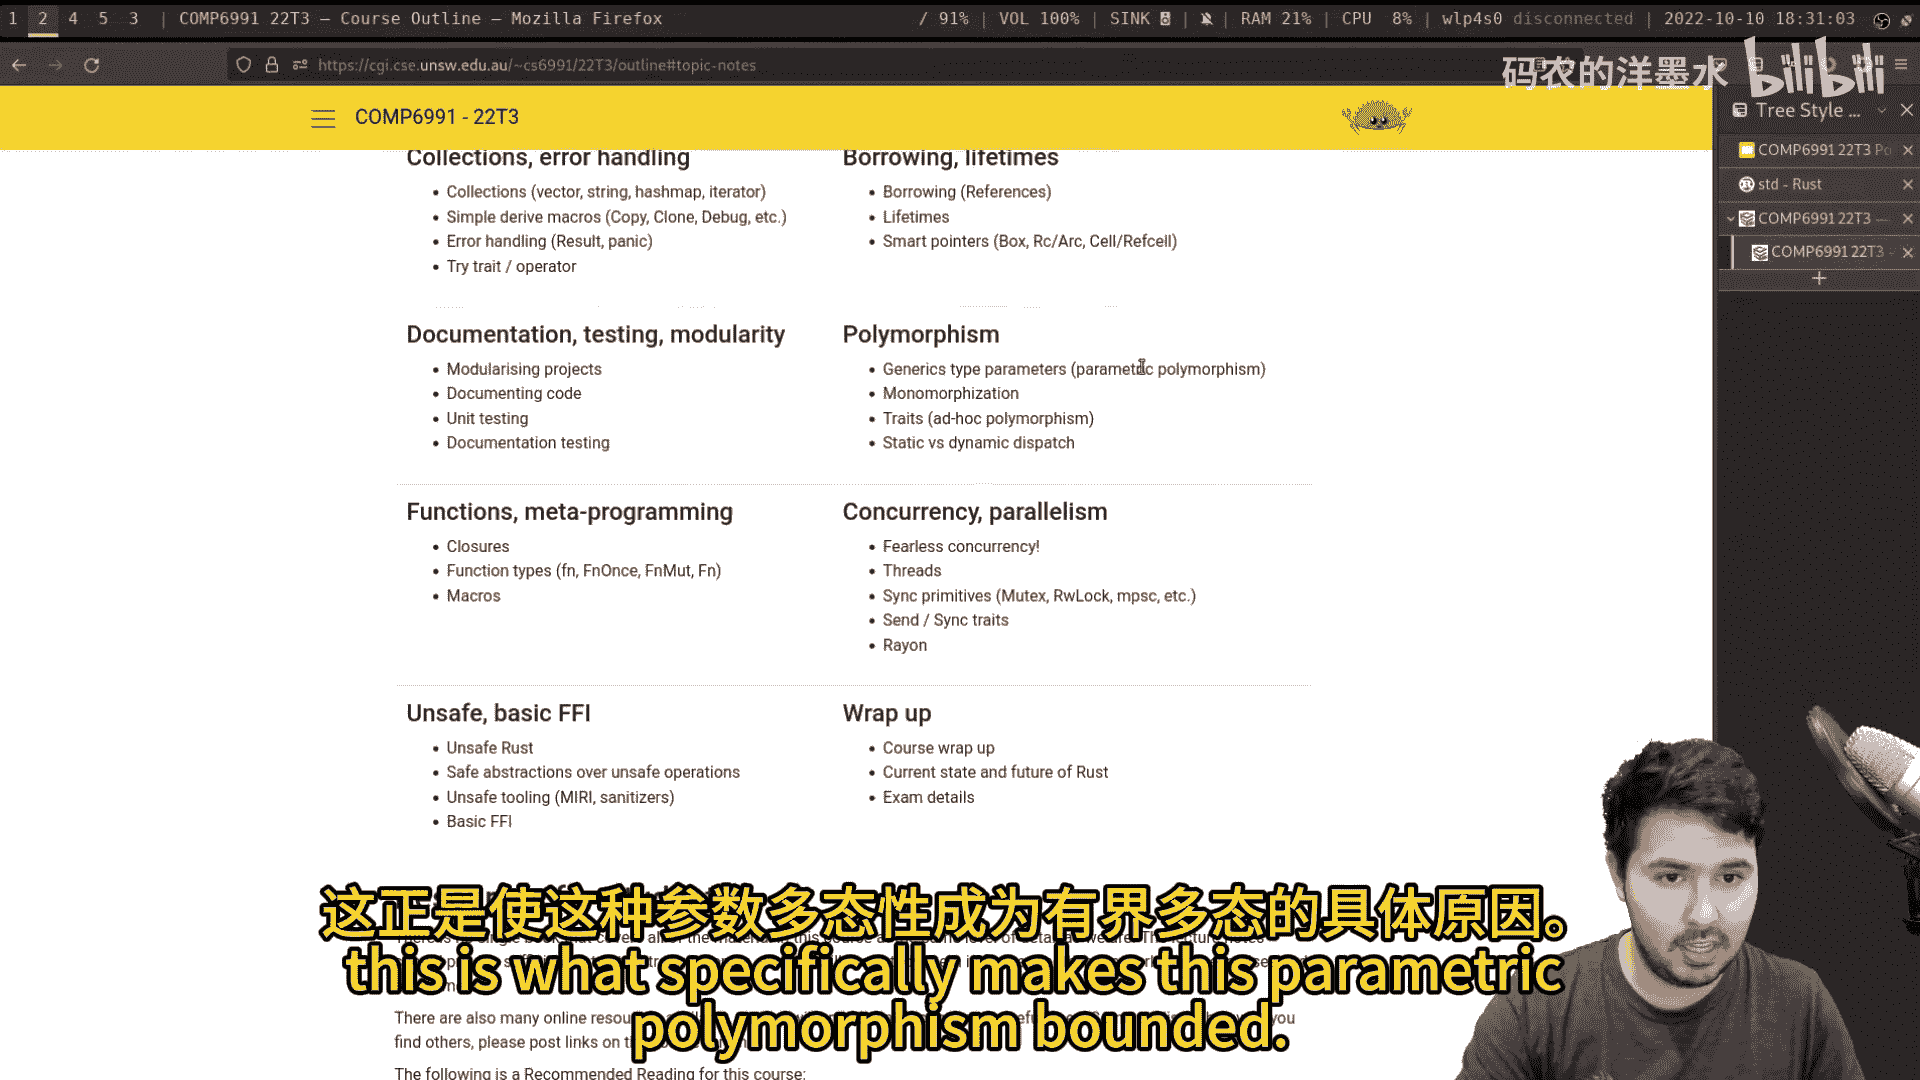 1 2 4 5 3 | COMP6991 22T3 — Course Outline — Mozilla Firefox
/ 91% | VOL 100% | SINK | | RAM 21% | CPU 8% | wlp4s0 disconnected | 2022-10-10 18:31:03
https://cgi.cse.unsw.edu.au/~cs6991/22T3/outline#topic-notes
码农的洋墨水 bilibili
COMP6991 - 22T3
Tree Style ...
COMP6991 22T3 Po
std - Rust
COMP6991 22T3 —
COMP6991 22T3 -
Collections, error handling
Collections (vector, string, hashmap, iterator)
Simple derive macros (Copy, Clone, Debug, etc.)
Error handling (Result, panic)
Try trait / operator
Borrowing, lifetimes
Borrowing (References)
Lifetimes
Smart pointers (Box, Rc/Arc, Cell/Refcell)
Documentation, testing, modularity
Modularising projects
Documenting code
Unit testing
Documentation testing
Polymorphism
Generics type parameters (parametric polymorphism)
Monomorphization
Traits (ad-hoc polymorphism)
Static vs dynamic dispatch
Functions, meta-programming
Closures
Function types (fn, FnOnce, FnMut, Fn)
Macros
Concurrency, parallelism
Fearless concurrency!
Threads
Sync primitives (Mutex, RwLock, mpsc, etc.)
Send / Sync traits
Rayon
Unsafe, basic FFI
Unsafe Rust
Safe abstractions over unsafe operations
Unsafe tooling (MIRI, sanitizers)
Basic FFI
Wrap up
Course wrap up
Current state and future of Rust
Exam details
这正是使这种参数多态性成为有界多态的具体原因。
this is what specifically makes this parametric
polymorphism bounded.
There are also many online
you
find others, please post links on
The following is a Recommended Reading for this course: